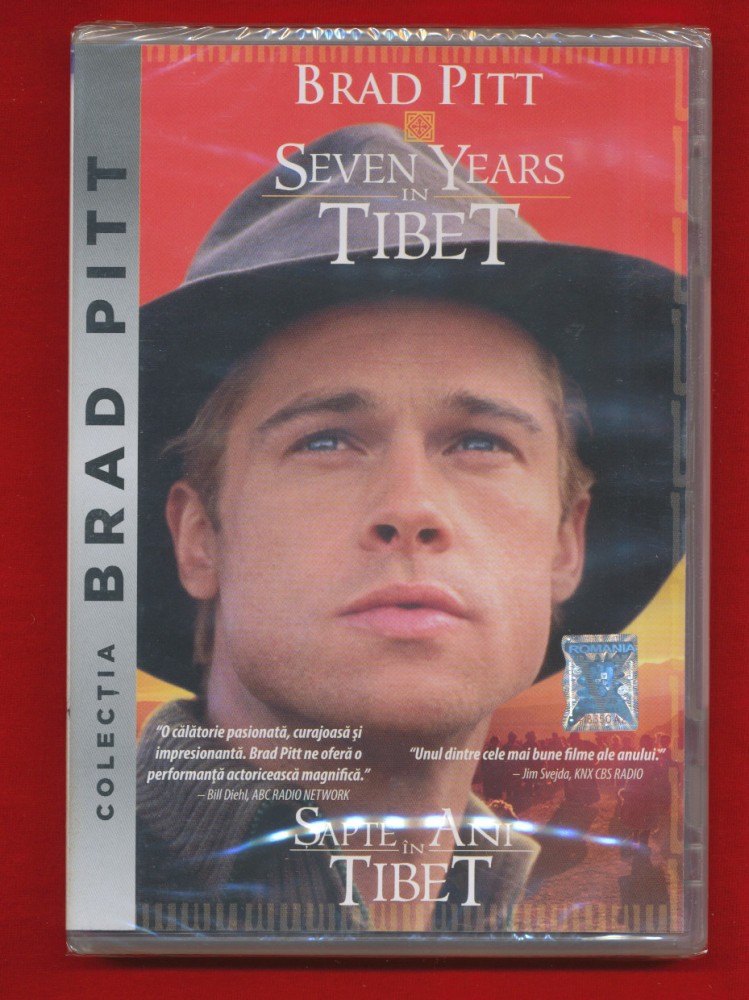 BRAD PITT
SEVEN YEARS
IN
TIBET
COLECȚIA BRAD PITT
ROMANIA
"O călătorie pasionată, curajoasă și
impresionantă. Brad Pitt ne oferă o
performanță actoricească magnifică."
– Bill Diehl, ABC RADIO NETWORK
"Unul dintre cele mai bune filme ale anului."
– Jim Svejda, KNX CBS RADIO
ȘAPTE ANI
ÎN
TIBET